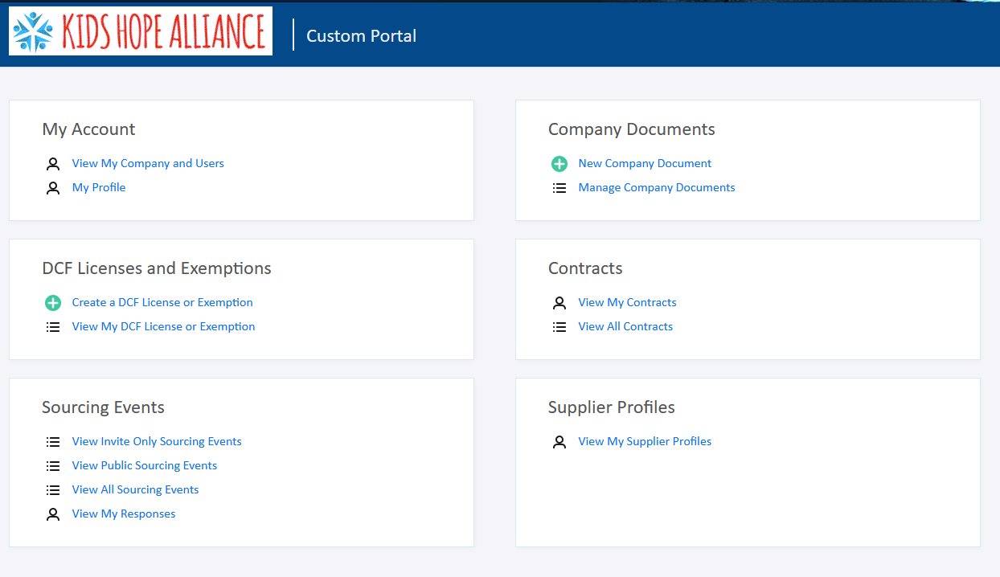 KIDS HOPE ALLIANCE
Custom Portal
My Account
View My Company and Users
My Profile
Company Documents
New Company Document
Manage Company Documents
DCF Licenses and Exemptions
Create a DCF License or Exemption
View My DCF License or Exemption
Contracts
View My Contracts
View All Contracts
Sourcing Events
View Invite Only Sourcing Events
View Public Sourcing Events
View All Sourcing Events
View My Responses
Supplier Profiles
View My Supplier Profiles